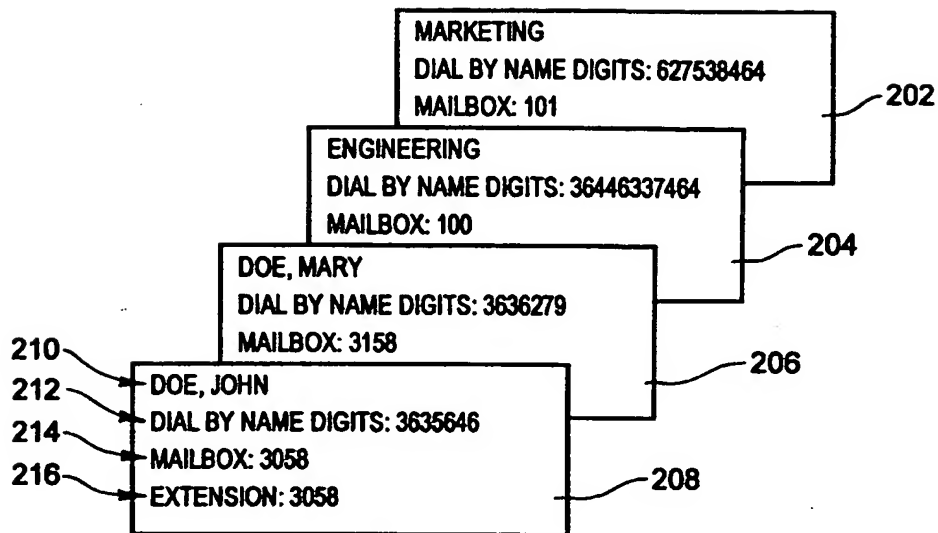 MARKETING
DIAL BY NAME DIGITS: 627538464
MAILBOX: 101
202
ENGINEERING
DIAL BY NAME DIGITS: 36446337464
MAILBOX: 100
204
DOE, MARY
DIAL BY NAME DIGITS: 3636279
MAILBOX: 3158
206
210
DOE, JOHN
212
DIAL BY NAME DIGITS: 3635646
214
MAILBOX: 3058
216
EXTENSION: 3058
208